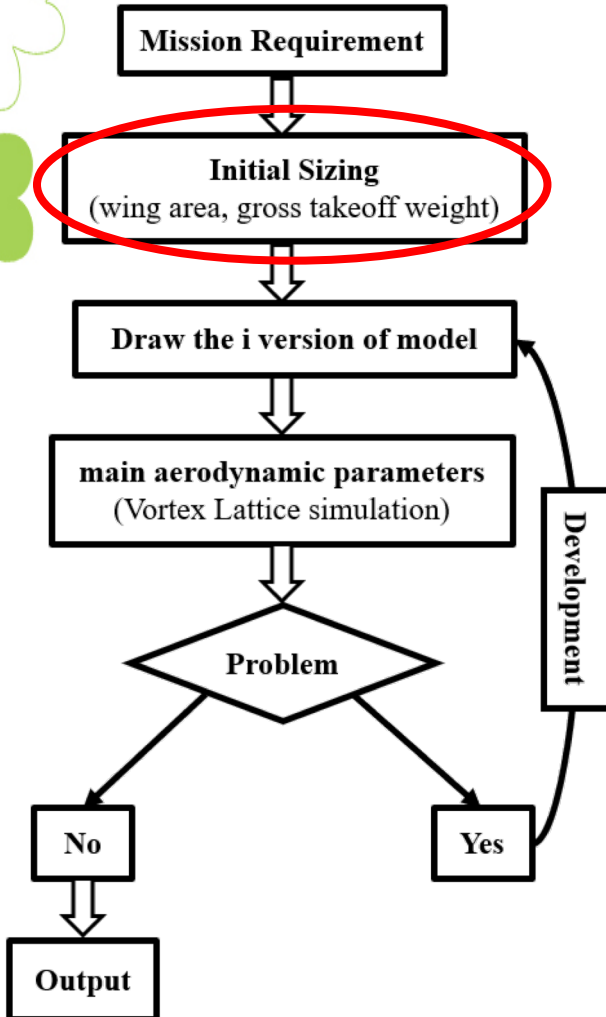 Mission Requirement
Initial Sizing
(wing area, gross takeoff weight)
Draw the i version of model
main aerodynamic parameters
(Vortex Lattice simulation)
Development
Problem
No
Yes
Output